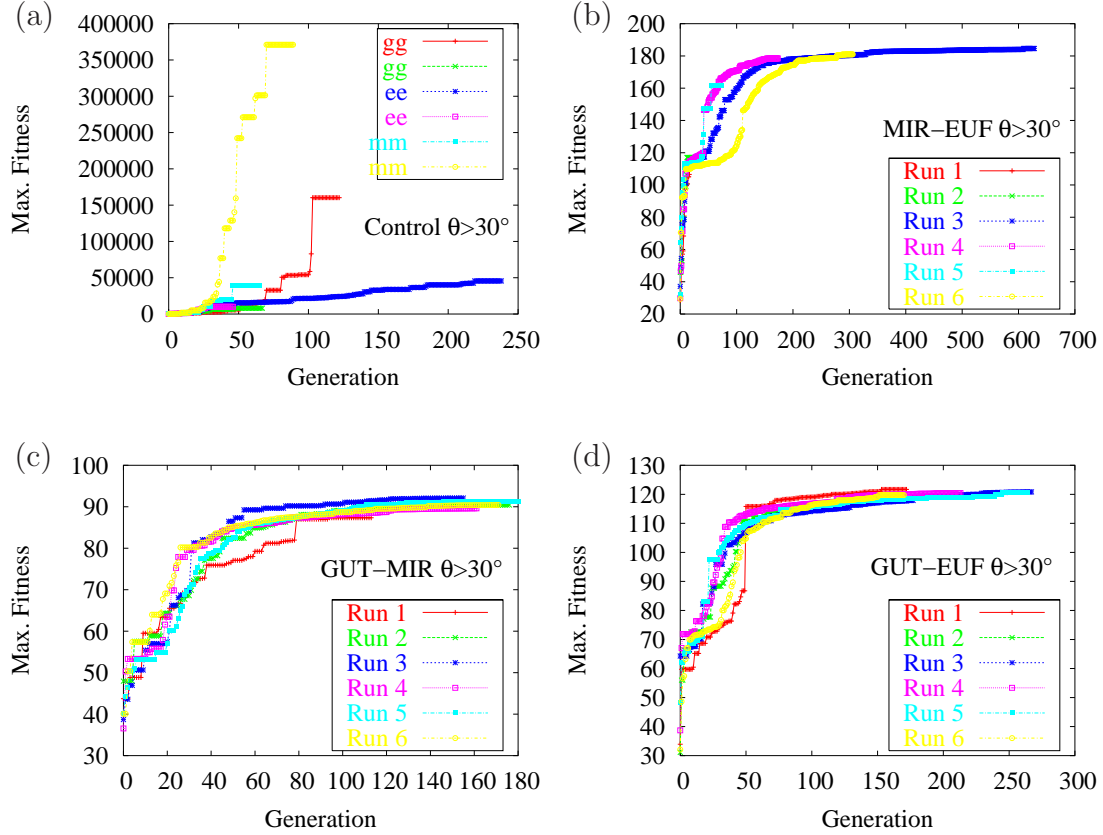 (a)
Max. Fitness
400000
350000
300000
250000
200000
150000
100000
50000
0
gg
gg
ee
ee
mm
mm
Control θ>30°
0 50 100 150 200 250
Generation
(b)
Max. Fitness
200
180
160
140
120
100
80
60
40
20
MIR−EUF θ>30°
Run 1
Run 2
Run 3
Run 4
Run 5
Run 6
0 100 200 300 400 500 600 700
Generation
(c)
Max. Fitness
100
90
80
70
60
50
40
30
GUT−MIR θ>30°
Run 1
Run 2
Run 3
Run 4
Run 5
Run 6
0 20 40 60 80 100 120 140 160 180
Generation
(d)
Max. Fitness
130
120
110
100
90
80
70
60
50
40
30
GUT−EUF θ>30°
Run 1
Run 2
Run 3
Run 4
Run 5
Run 6
0 50 100 150 200 250 300
Generation